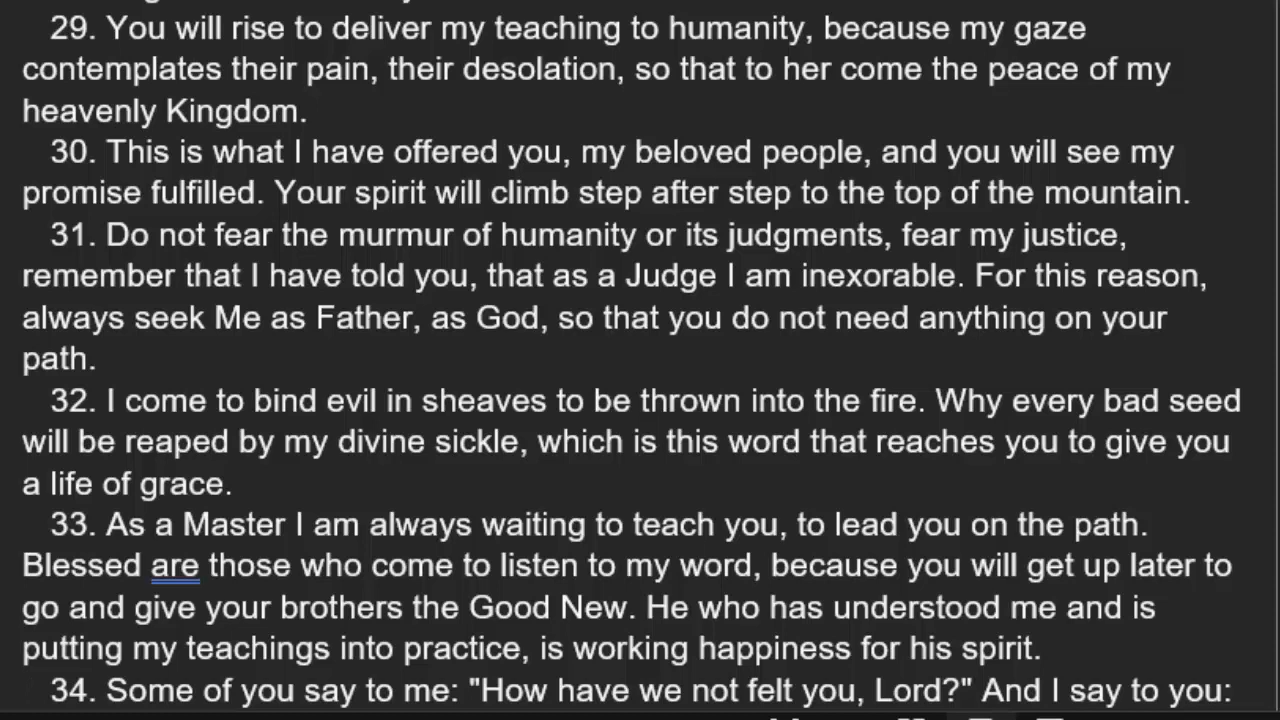 29. You will rise to deliver my teaching to humanity, because my gaze
contemplates their pain, their desolation, so that to her come the peace of my
heavenly Kingdom.
30. This is what I have offered you, my beloved people, and you will see my
promise fulfilled. Your spirit will climb step after step to the top of the mountain.
31. Do not fear the murmur of humanity or its judgments, fear my justice,
remember that I have told you, that as a Judge I am inexorable. For this reason,
always seek Me as Father, as God, so that you do not need anything on your
path.
32. I come to bind evil in sheaves to be thrown into the fire. Why every bad seed
will be reaped by my divine sickle, which is this word that reaches you to give you
a life of grace.
33. As a Master I am always waiting to teach you, to lead you on the path.
Blessed are those who come to listen to my word, because you will get up later to
go and give your brothers the Good New. He who has understood me and is
putting my teachings into practice, is working happiness for his spirit.
34. Some of you say to me: "How have we not felt you, Lord?" And I say to you: